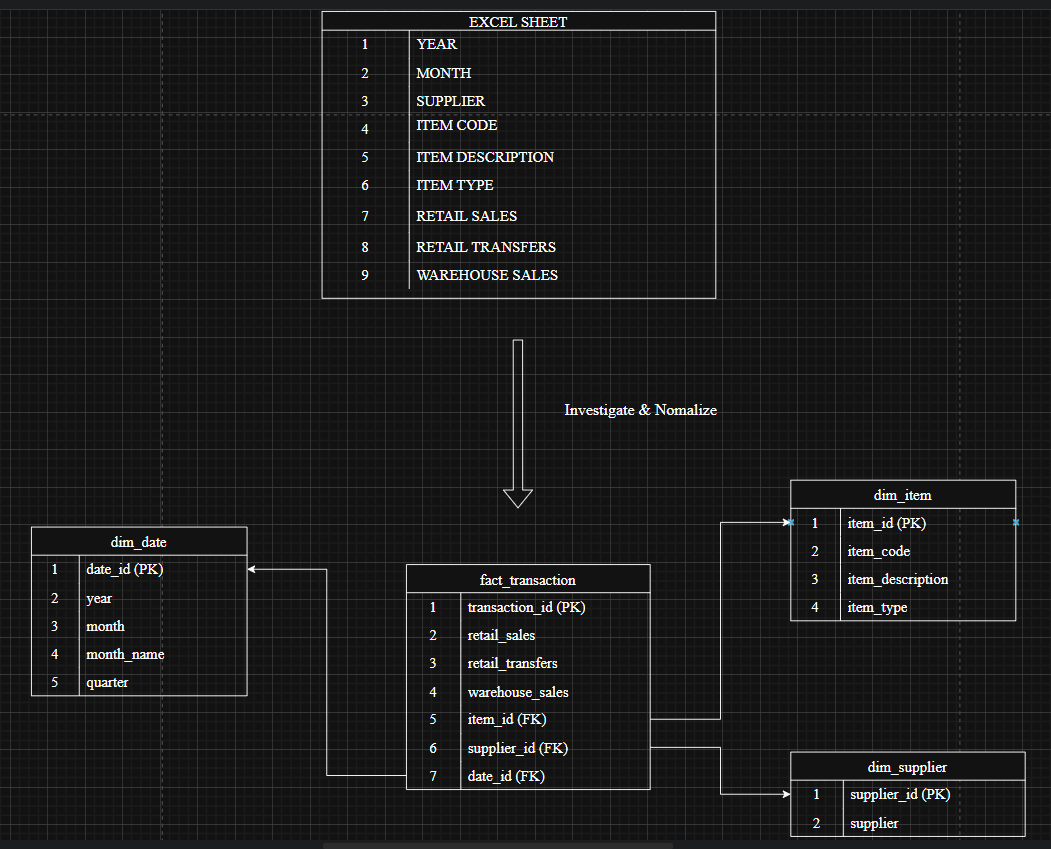 EXCEL SHEET
1 YEAR
2 MONTH
3 SUPPLIER
4 ITEM CODE
5 ITEM DESCRIPTION
6 ITEM TYPE
7 RETAIL SALES
8 RETAIL TRANSFERS
9 WAREHOUSE SALES
Investigate & Nomalize
dim_date
1 date_id (PK)
2 year
3 month
4 month_name
5 quarter
fact_transaction
1 transaction_id (PK)
2 retail_sales
3 retail_transfers
4 warehouse_sales
5 item_id (FK)
6 supplier_id (FK)
7 date_id (FK)
dim_item
1 item_id (PK)
2 item_code
3 item_description
4 item_type
dim_supplier
1 supplier_id (PK)
2 supplier